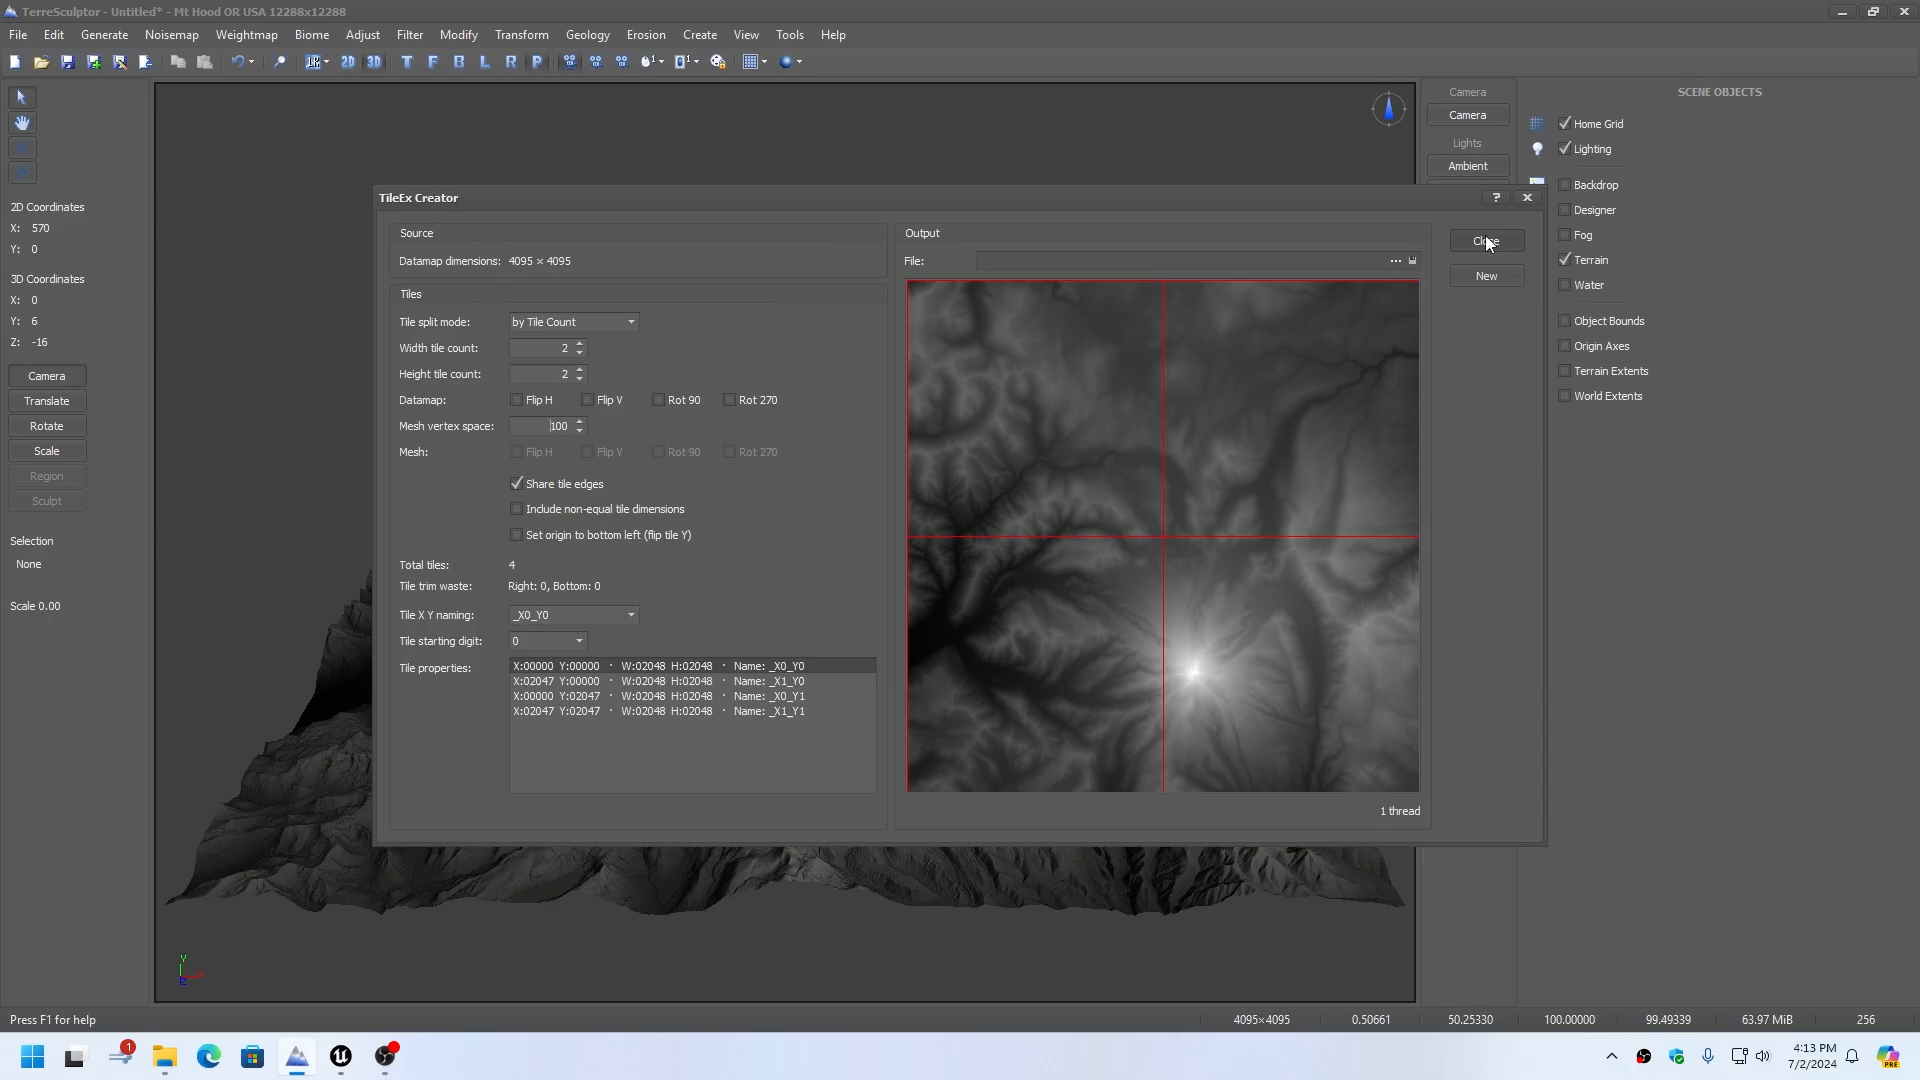 TerreSculptor - Untitled* - Mt Hood OR USA 12288x12288
File Edit Generate Noisemap Weightmap Biome Adjust Filter Modify Transform Geology Erosion Create View Tools Help
2D 3D T F B L R P
2D Coordinates
X: 570
Y: 0
3D Coordinates
X: 0
Y: 6
Z: -16
Camera
Translate
Rotate
Scale
Region
Sculpt
Selection
None
Scale 0.00
TileEx Creator
?
Source
Datamap dimensions: 4095 × 4095
Tiles
Tile split mode: by Tile Count
Width tile count: 2
Height tile count: 2
Datamap: Flip H Flip V Rot 90 Rot 270
Mesh vertex space: 100
Mesh: Flip H Flip V Rot 90 Rot 270
Share tile edges
Include non-equal tile dimensions
Set origin to bottom left (flip tile Y)
Total tiles: 4
Tile trim waste: Right: 0, Bottom: 0
Tile X Y naming: _X0_Y0
Tile starting digit: 0
Tile properties:
X:00000 Y:00000 · W:02048 H:02048 · Name: _X0_Y0
X:02047 Y:00000 · W:02048 H:02048 · Name: _X1_Y0
X:00000 Y:02047 · W:02048 H:02048 · Name: _X0_Y1
X:02047 Y:02047 · W:02048 H:02048 · Name: _X1_Y1
Output
File: ...
1 thread
Close
New
Camera
Camera
Lights
Ambient
SCENE OBJECTS
Home Grid
Lighting
Backdrop
Designer
Fog
Terrain
Water
Object Bounds
Origin Axes
Terrain Extents
World Extents
Y
Press F1 for help
4095×4095 0.50661 50.25330 100.00000 99.49339 63.97 MiB 256
1
4:13 PM
7/2/2024
PRE